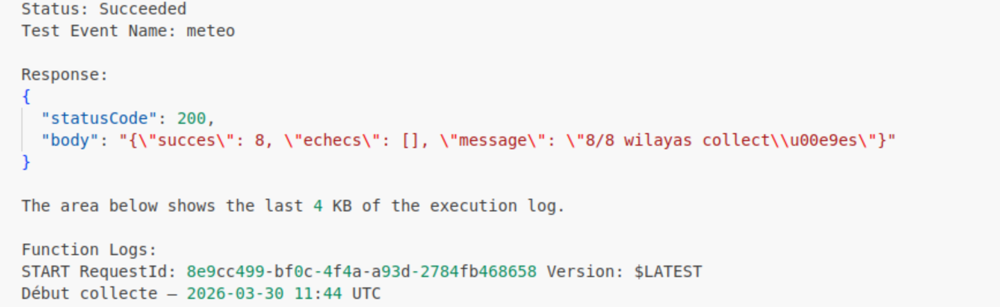 Status: Succeeded
Test Event Name: meteo
Response:
{
"statusCode": 200,
"body": "{\"succes\": 8, \"echecs\": [], \"message\": \"8/8 wilayas collect\\u00e9es\"}"
}
The area below shows the last 4 KB of the execution log.
Function Logs:
START RequestId: 8e9cc499-bf0c-4f4a-a93d-2784fb468658 Version: $LATEST
Début collecte — 2026-03-30 11:44 UTC